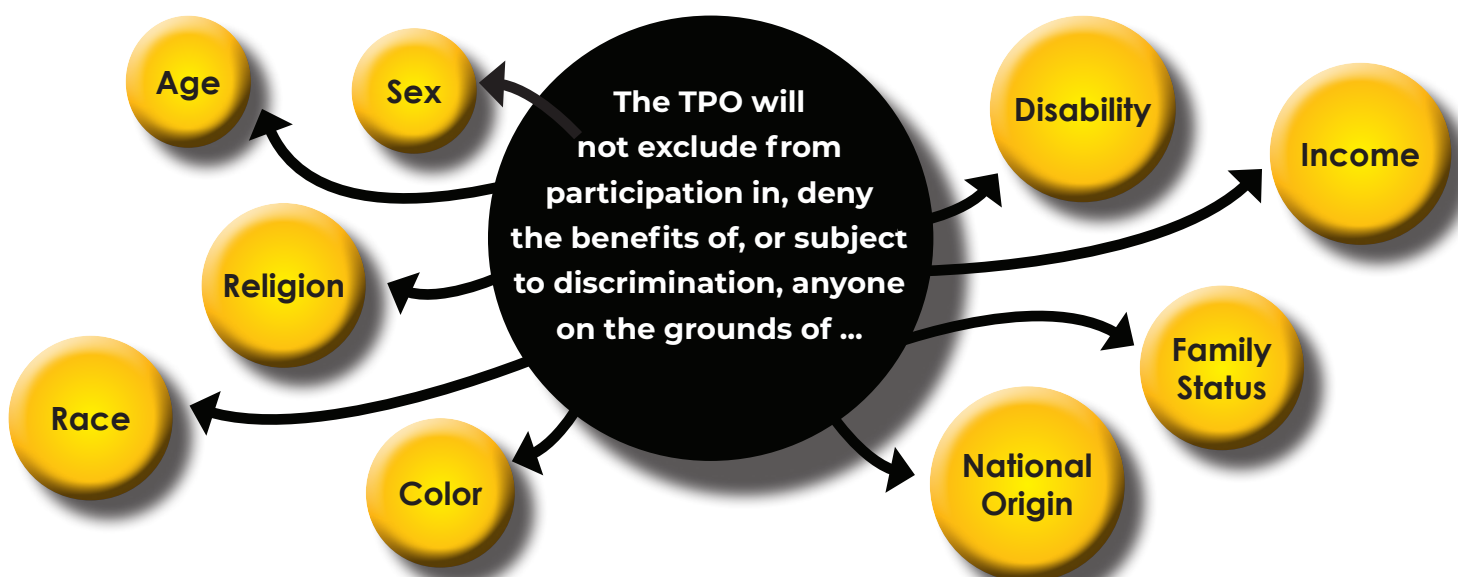 The TPO will
not exclude from
participation in, deny
the benefits of, or subject
to discrimination, anyone
on the grounds of ...
Age
Sex
Religion
Race
Color
Disability
Income
Family
Status
National
Origin